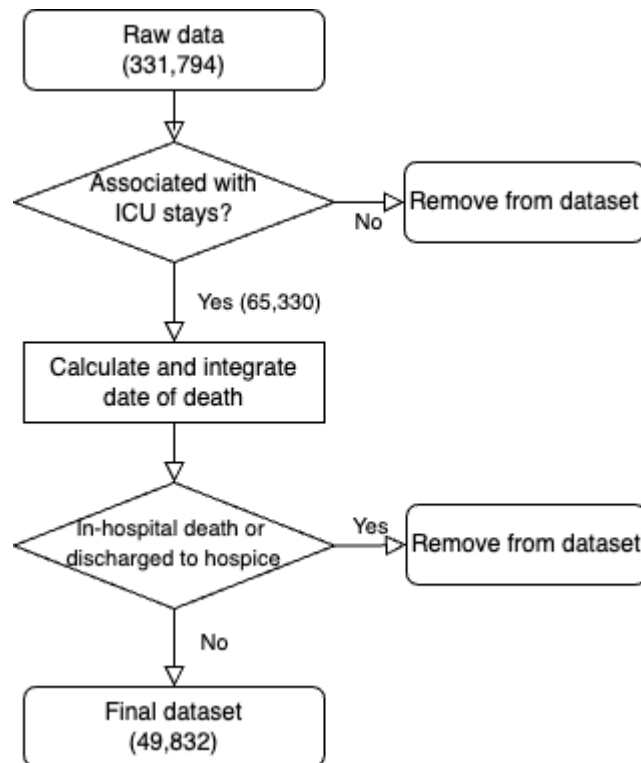 Raw data
(331,794)
Associated with
ICU stays?
Remove from dataset
No
Yes (65,330)
Calculate and integrate
date of death
In-hospital death or
discharged to hospice
Yes
Remove from dataset
No
Final dataset
(49,832)